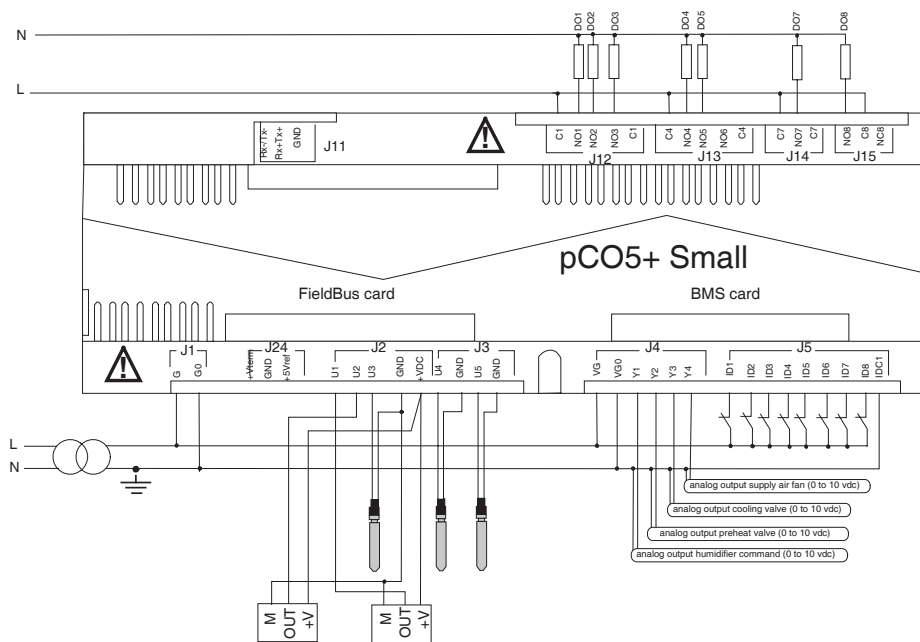 DO1 DO2 DO3 DO4 DO5 DO7 DO8
N
L
Rx-/Tx- Rx+Tx+ GND
J11
C1 NO1 NO2 NO3 C1
C4 NO4 NO5 NO6 C4
C7 NO7 C7
NO8 C8 NC8
J12 J13 J14 J15
pCO5+ Small
FieldBus card
BMS card
J1 J24 J2 J3 J4 J5
G G0
+Vterm GND +5Vref
U1 U2 U3 GND +VDC
U4 GND U5 GND
VG VG0 Y1 Y2 Y3 Y4
ID1 ID2 ID3 ID4 ID5 ID6 ID7 ID8 IDC1
L
N
analog output supply air fan (0 to 10 vdc)
analog output cooling valve (0 to 10 vdc)
analog output preheat valve (0 to 10 vdc)
analog output humidifier command (0 to 10 vdc)
M OUT +V
M OUT +V